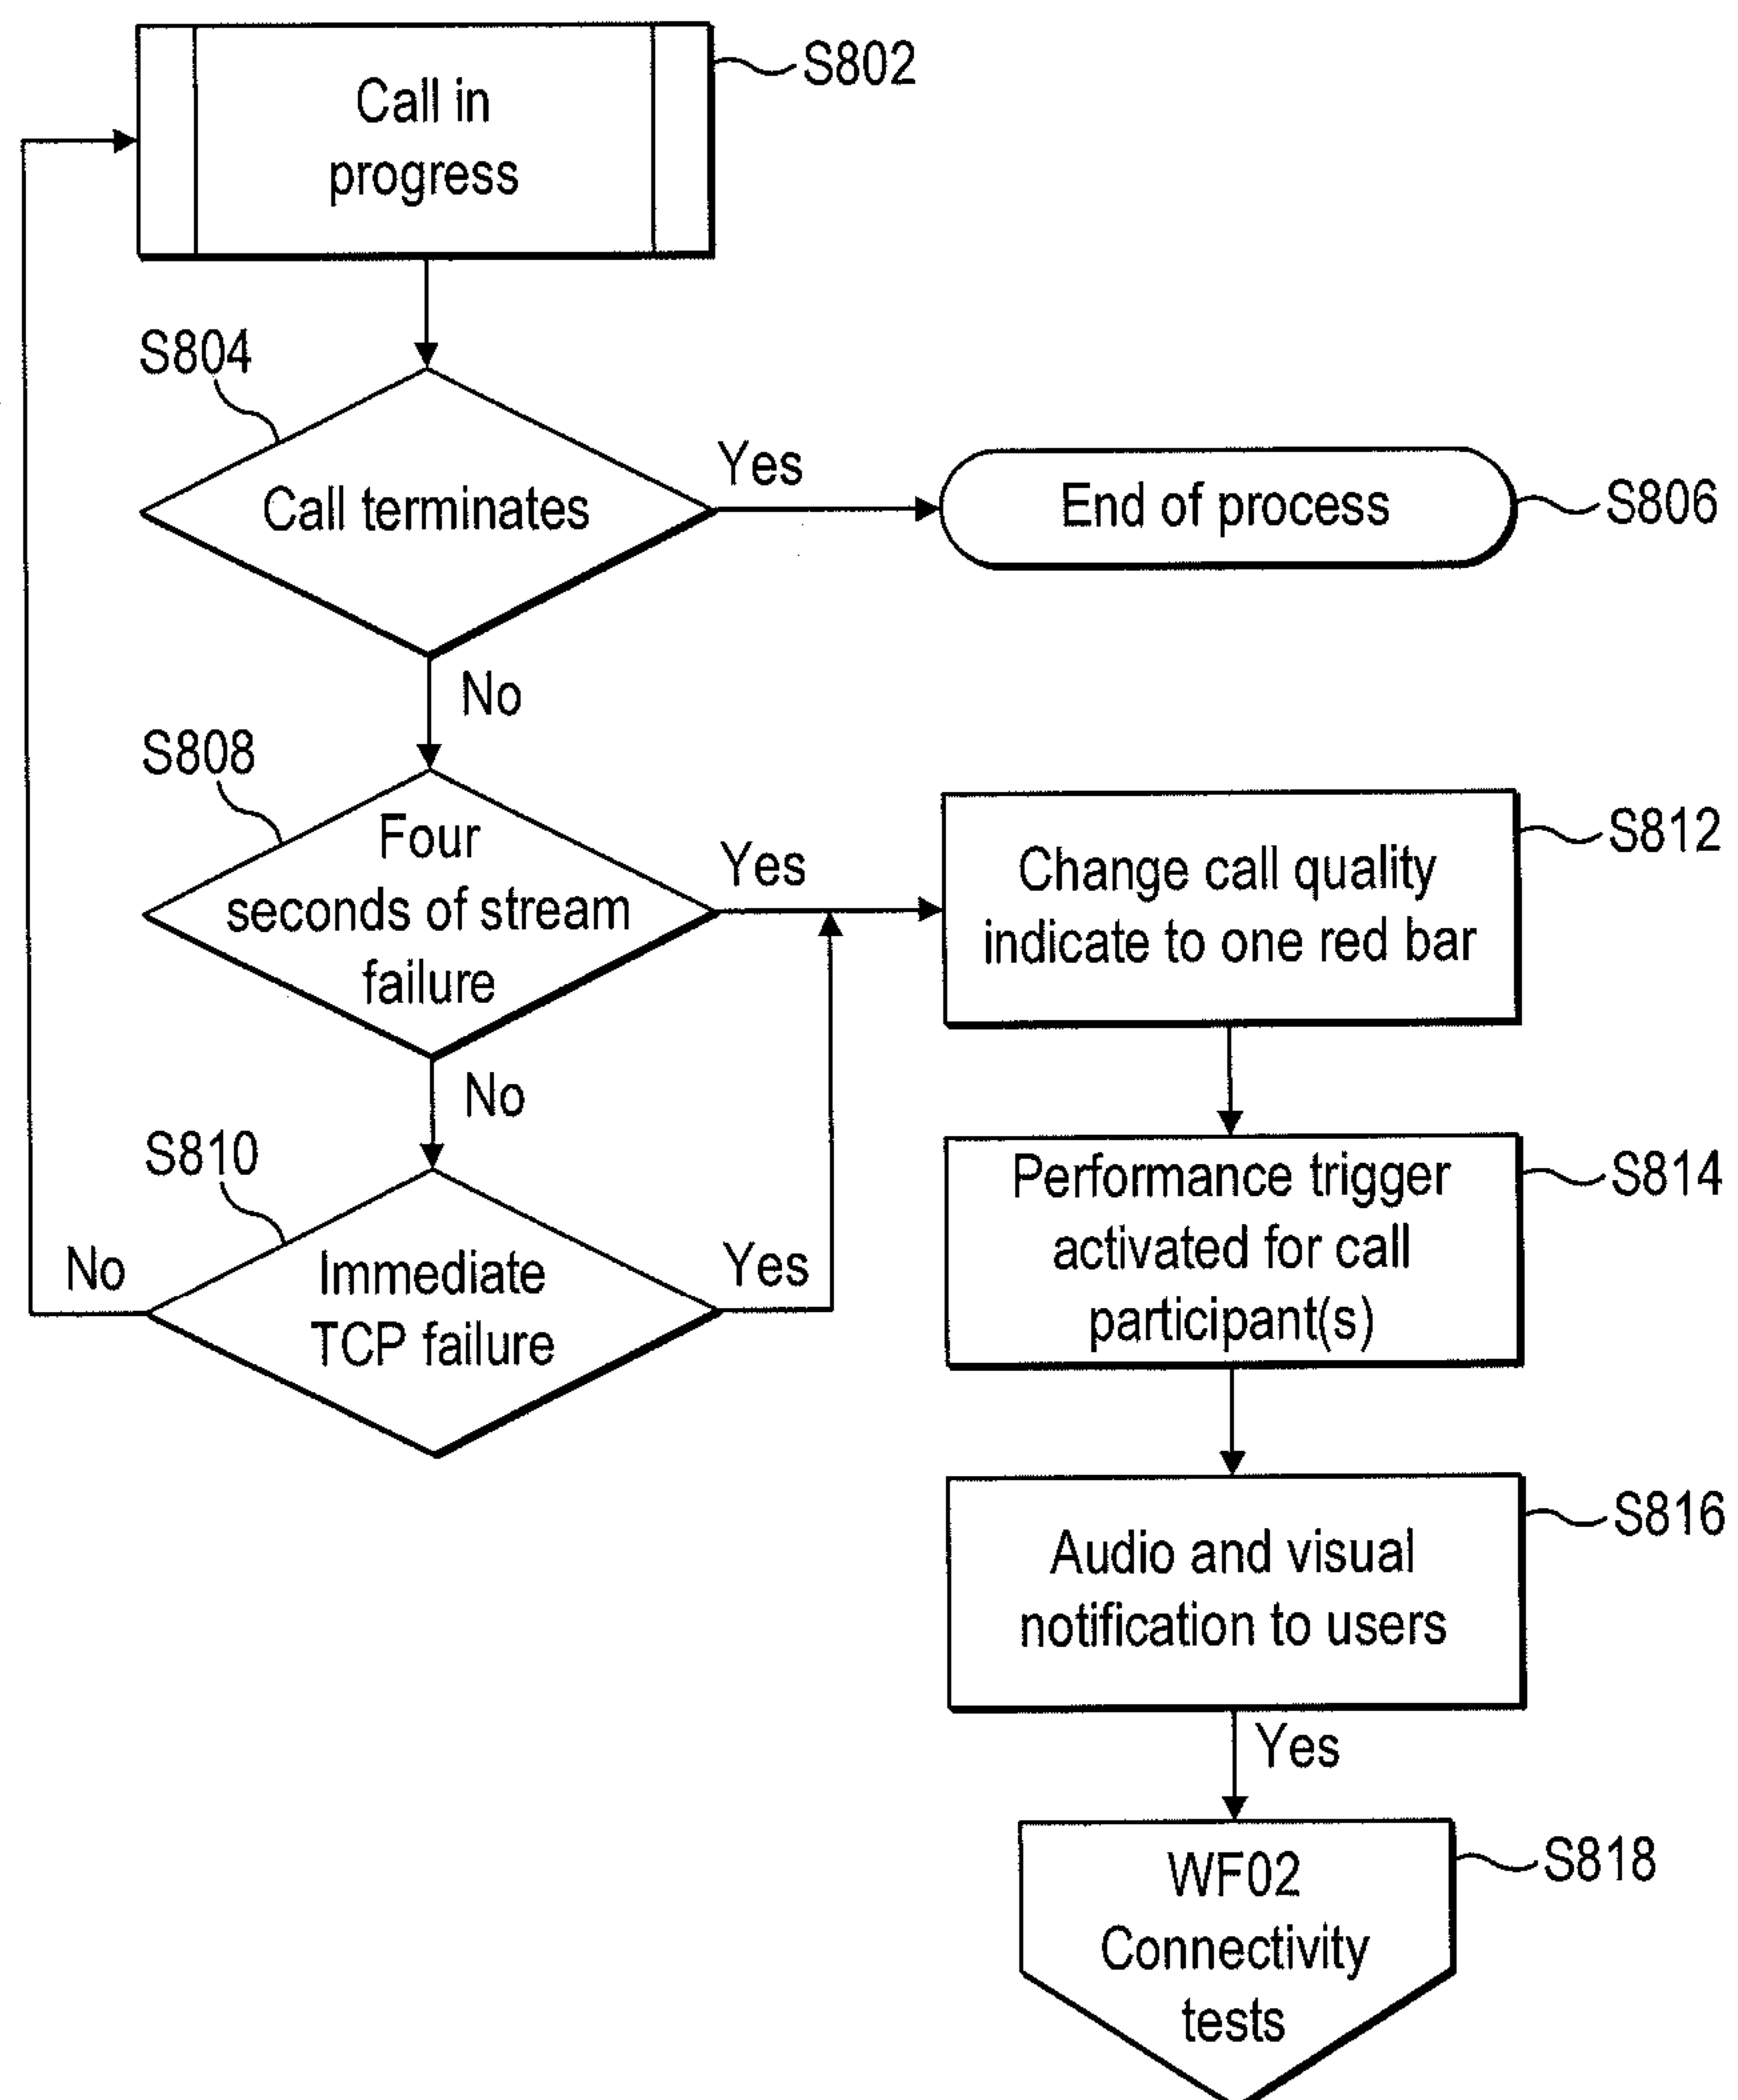 Call in
progress
S802
S804
Call terminates
Yes
End of process
S806
No
S808
Four
seconds of stream
failure
Yes
Change call quality
indicate to one red bar
S812
No
S810
Immediate
TCP failure
No
Yes
Performance trigger
activated for call
participant(s)
S814
Audio and visual
notification to users
S816
Yes
WF02
Connectivity
tests
S818